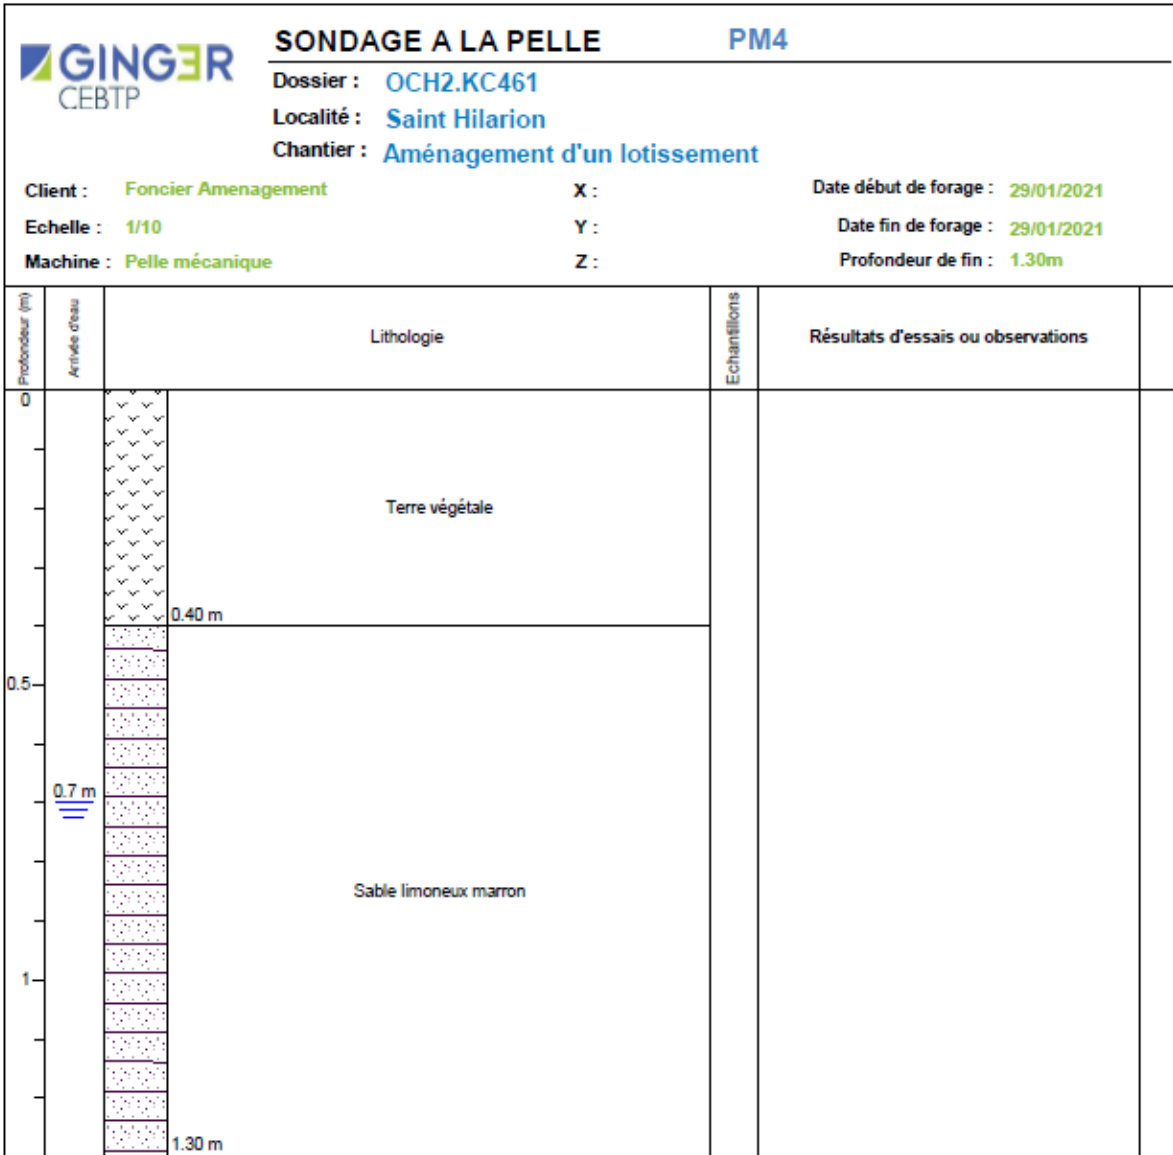 GINGER
CEBTP
SONDAGE A LA PELLE PM4
Dossier : OCH2.KC461
Localité : Saint Hilarion
Chantier : Aménagement d'un lotissement
Client : Foncier Amenagement X : Date début de forage : 29/01/2021
Echelle : 1/10 Y : Date fin de forage : 29/01/2021
Machine : Pelle mécanique Z : Profondeur de fin : 1.30m
Profondeur (m) Arrivée d'eau Lithologie Echantillons Résultats d'essais ou observations
0
Terre végétale
0.40 m
0.5
0.7 m
Sable limoneux marron
1
1.30 m